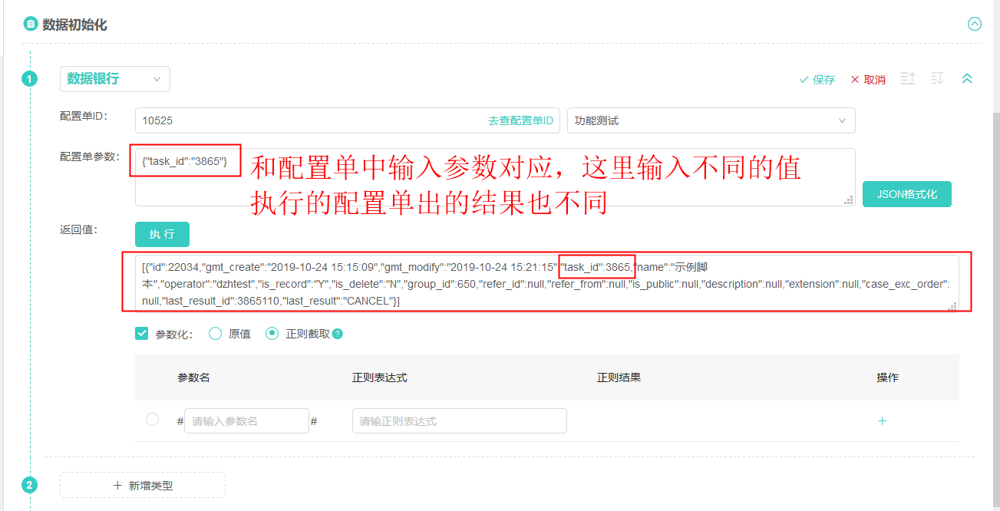 数据初始化
1
数据银行
保存
取消
配置单ID：
10525
去查配置单ID
功能测试
配置单参数：
{"task_id":"3865"}
和配置单中输入参数对应，这里输入不同的值
执行的配置单出的结果也不同
JSON格式化
返回值：
执 行
[{"id":22034,"gmt_create":"2019-10-24 15:15:09","gmt_modify":"2019-10-24 15:21:15","task_id":3865,"name":"示例脚
本","operator":"dzhtest","is_record":"Y","is_delete":"N","group_id":650,"refer_id":null,"refer_from":null,"is_public":null,"description":null,"extension":null,"case_exc_order":
null,"last_result_id":3865110,"last_result":"CANCEL"}]
参数化：
原值
正则截取
?
参数名
正则表达式
正则结果
操作
#
请输入参数名
#
请输正则表达式
+
2
+ 新增类型